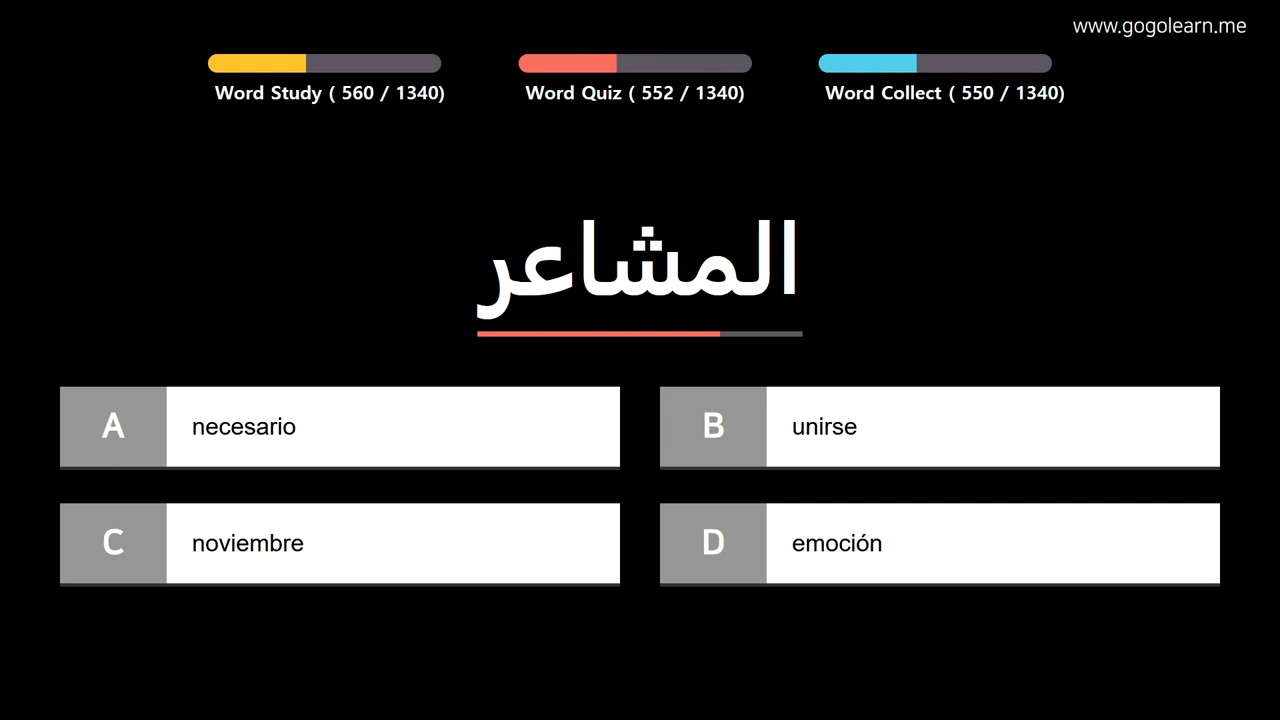 www.gogolearn.me
Word Study ( 560 / 1340)
Word Quiz ( 552 / 1340)
Word Collect ( 550 / 1340)
المشاعر
A necesario
B unirse
C noviembre
D emoción